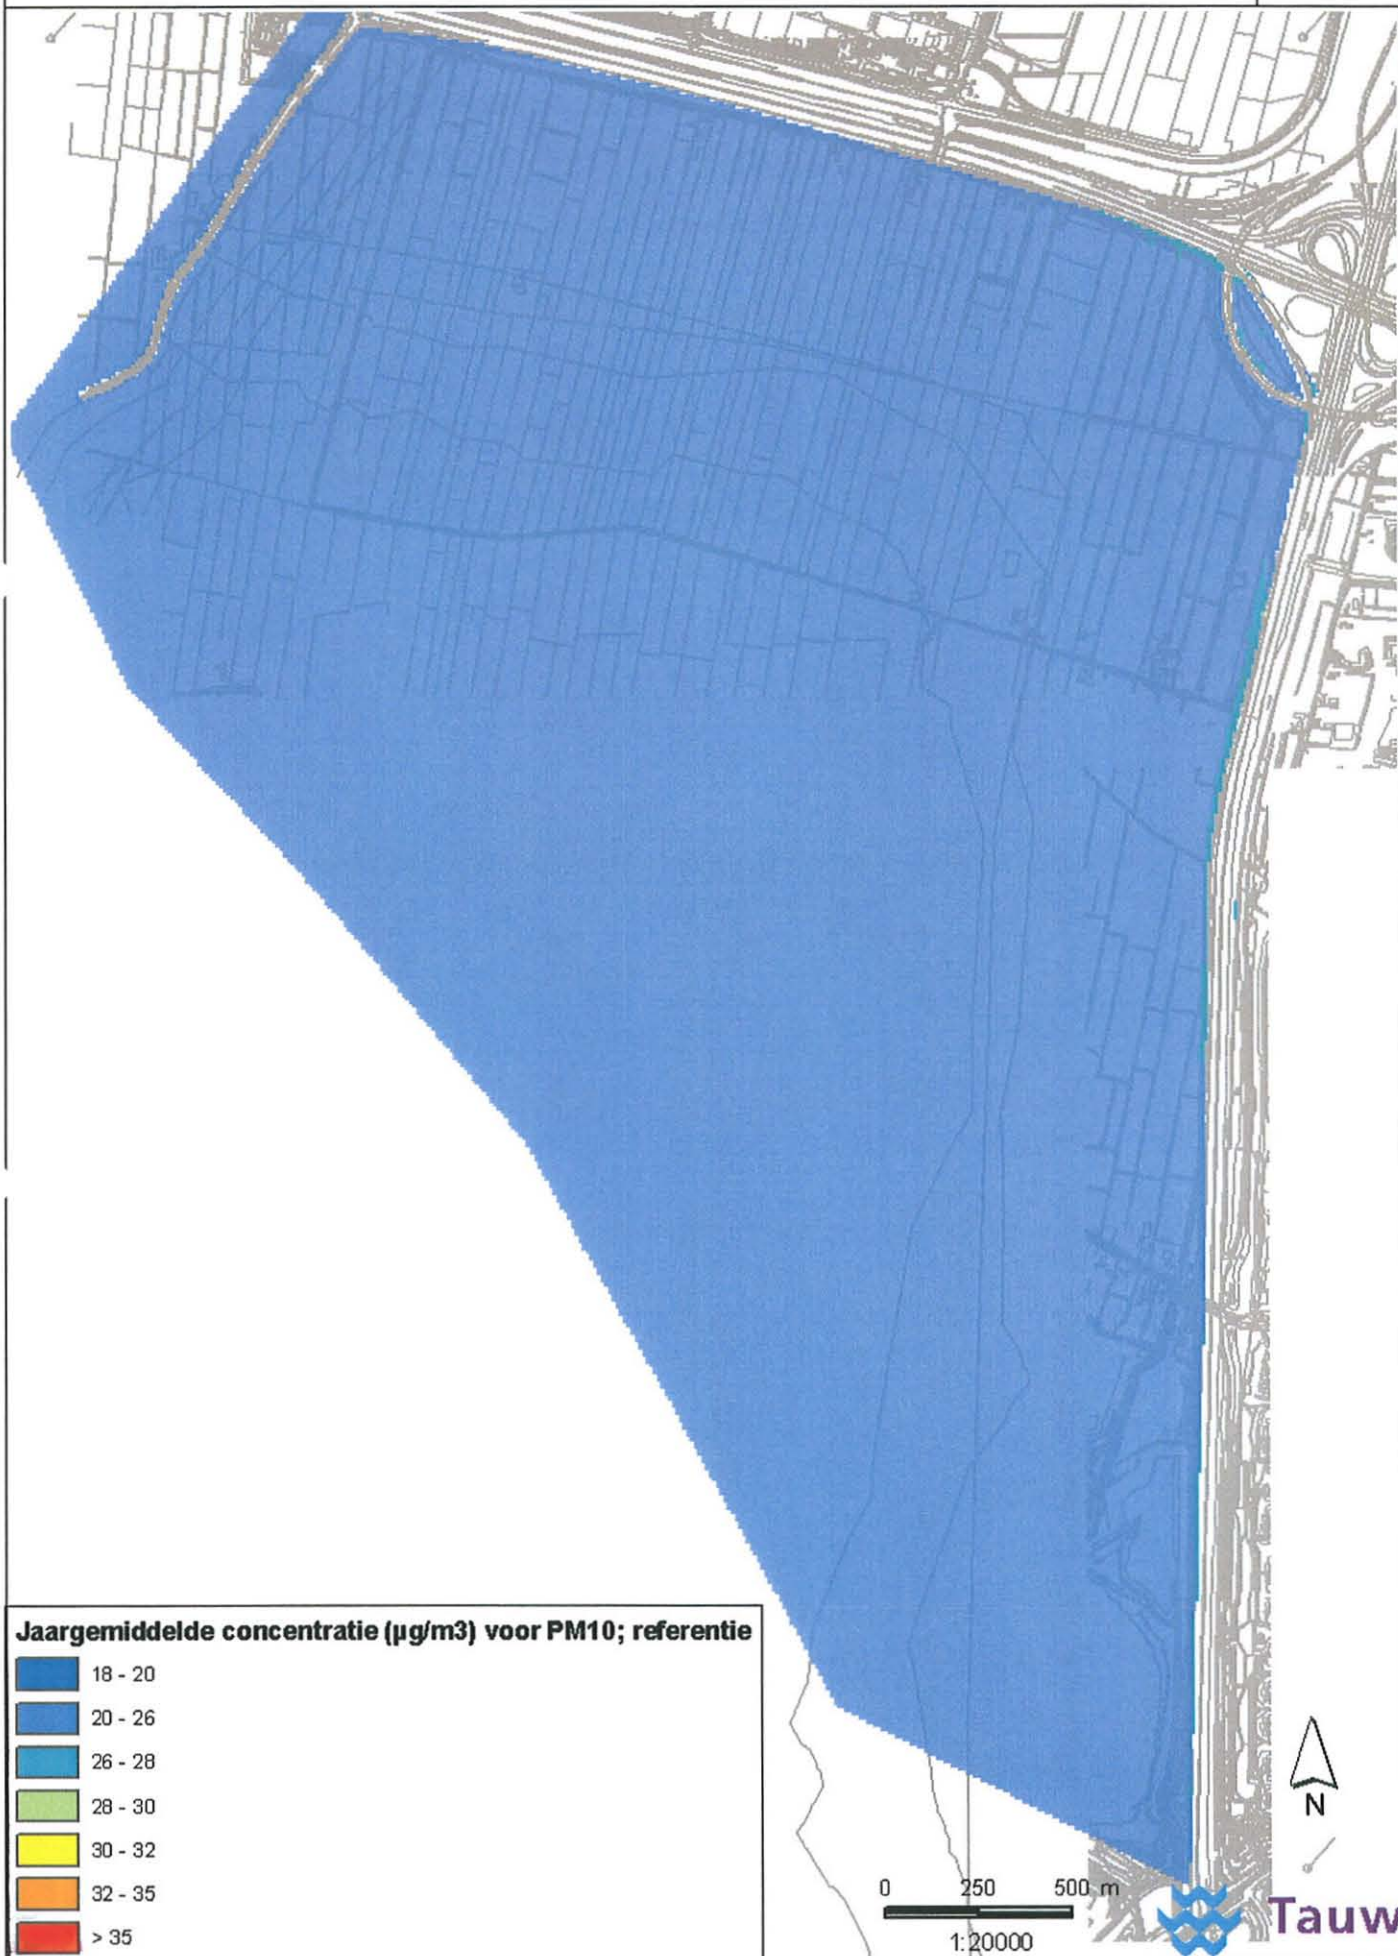 Jaargemiddelde concentratie (µg/m3) voor PM10; referentie
18 - 20
20 - 26
26 - 28
28 - 30
30 - 32
32 - 35
> 35
N
0 250 500 m
1:20000
Tauw